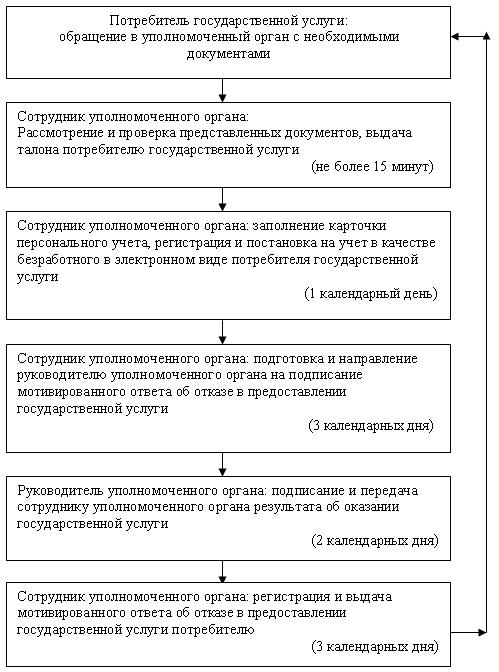 Потребитель государственной услуги:
обращение в уполномоченный орган с необходимыми
документами
Сотрудник уполномоченного органа:
Рассмотрение и проверка представленных документов, выдача
талона потребителю государственной услуги
(не более 15 минут)
Сотрудник уполномоченного органа: заполнение карточки
персонального учета, регистрация и постановка на учет в качестве
безработного в электронном виде потребителя государственной
услуги
(1 календарный день)
Сотрудник уполномоченного органа: подготовка и направление
руководителю уполномоченного органа на подписание
мотивированного ответа об отказе в предоставлении
государственной услуги
(3 календарных дня)
Руководитель уполномоченного органа: подписание и передача
сотруднику уполномоченного органа результата об оказании
государственной услуги
(2 календарных дня)
Сотрудник уполномоченного органа: регистрация и выдача
мотивированного ответа об отказе в предоставлении
государственной услуги потребителю
(3 календарных дня)